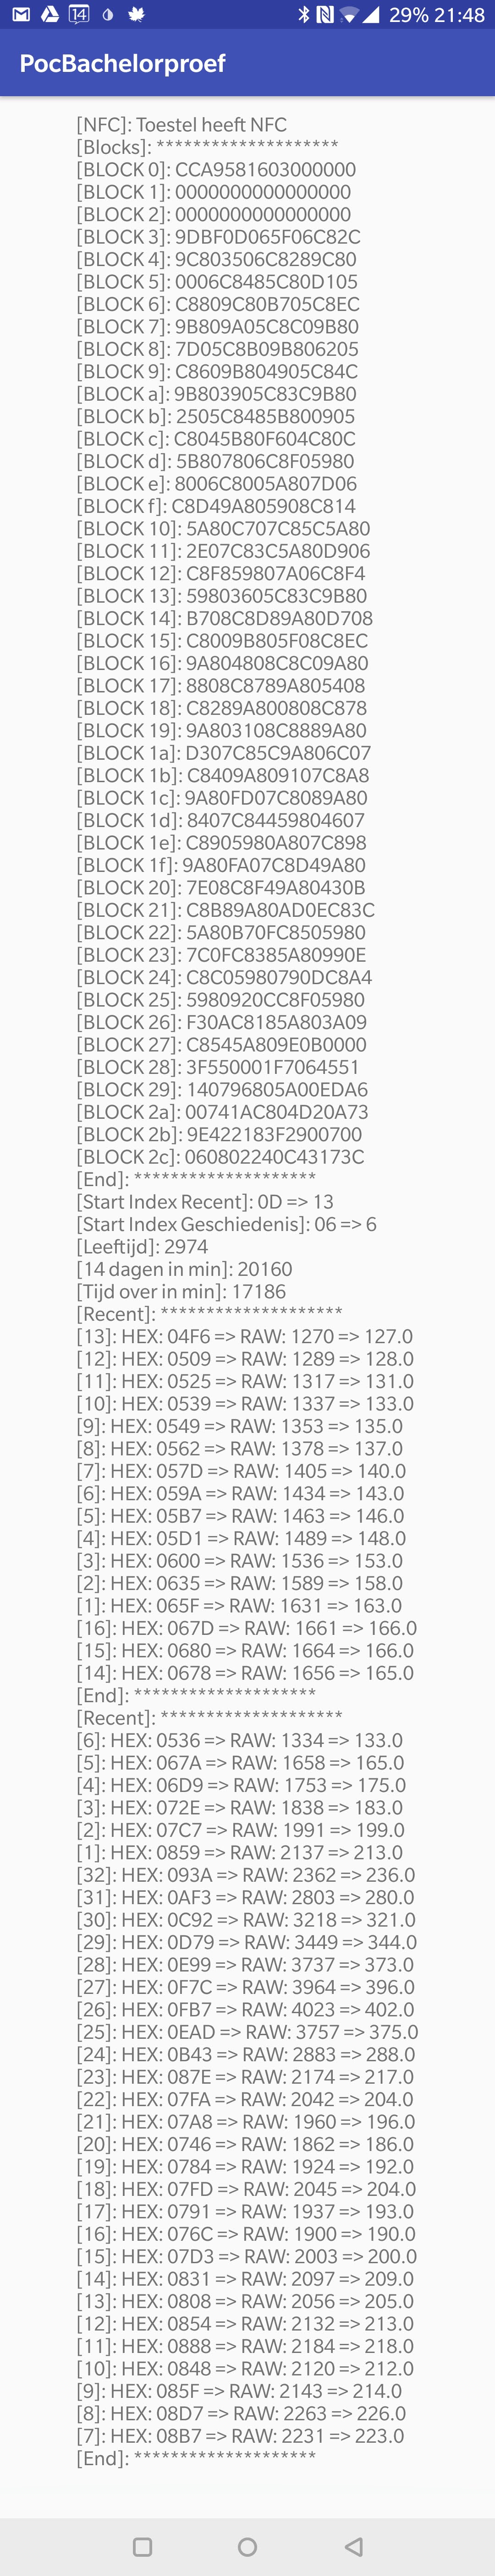 14 29% 21:48
PocBachelorproef
[NFC]: Toestel heeft NFC
[Blocks]: ********************
[BLOCK 0]: CCA9581603000000
[BLOCK 1]: 0000000000000000
[BLOCK 2]: 0000000000000000
[BLOCK 3]: 9DBF0D065F06C82C
[BLOCK 4]: 9C803506C8289C80
[BLOCK 5]: 0006C8485C80D105
[BLOCK 6]: C8809C80B705C8EC
[BLOCK 7]: 9B809A05C8C09B80
[BLOCK 8]: 7D05C8B09B806205
[BLOCK 9]: C8609B804905C84C
[BLOCK a]: 9B803905C83C9B80
[BLOCK b]: 2505C8485B800905
[BLOCK c]: C8045B80F604C80C
[BLOCK d]: 5B807806C8F05980
[BLOCK e]: 8006C8005A807D06
[BLOCK f]: C8D49A805908C814
[BLOCK 10]: 5A80C707C85C5A80
[BLOCK 11]: 2E07C83C5A80D906
[BLOCK 12]: C8F859807A06C8F4
[BLOCK 13]: 59803605C83C9B80
[BLOCK 14]: B708C8D89A80D708
[BLOCK 15]: C8009B805F08C8EC
[BLOCK 16]: 9A804808C8C09A80
[BLOCK 17]: 8808C8789A805408
[BLOCK 18]: C8289A800808C878
[BLOCK 19]: 9A803108C8889A80
[BLOCK 1a]: D307C85C9A806C07
[BLOCK 1b]: C8409A809107C8A8
[BLOCK 1c]: 9A80FD07C8089A80
[BLOCK 1d]: 8407C84459804607
[BLOCK 1e]: C8905980A807C898
[BLOCK 1f]: 9A80FA07C8D49A80
[BLOCK 20]: 7E08C8F49A80430B
[BLOCK 21]: C8B89A80AD0EC83C
[BLOCK 22]: 5A80B70FC8505980
[BLOCK 23]: 7C0FC8385A80990E
[BLOCK 24]: C8C05980790DC8A4
[BLOCK 25]: 5980920CC8F05980
[BLOCK 26]: F30AC8185A803A09
[BLOCK 27]: C8545A809E0B0000
[BLOCK 28]: 3F550001F7064551
[BLOCK 29]: 140796805A00EDA6
[BLOCK 2a]: 00741AC804D20A73
[BLOCK 2b]: 9E422183F2900700
[BLOCK 2c]: 060802240C43173C
[End]: ********************
[Start Index Recent]: 0D => 13
[Start Index Geschiedenis]: 06 => 6
[Leeftijd]: 2974
[14 dagen in min]: 20160
[Tijd over in min]: 17186
[Recent]: ********************
[13]: HEX: 04F6 => RAW: 1270 => 127.0
[12]: HEX: 0509 => RAW: 1289 => 128.0
[11]: HEX: 0525 => RAW: 1317 => 131.0
[10]: HEX: 0539 => RAW: 1337 => 133.0
[9]: HEX: 0549 => RAW: 1353 => 135.0
[8]: HEX: 0562 => RAW: 1378 => 137.0
[7]: HEX: 057D => RAW: 1405 => 140.0
[6]: HEX: 059A => RAW: 1434 => 143.0
[5]: HEX: 05B7 => RAW: 1463 => 146.0
[4]: HEX: 05D1 => RAW: 1489 => 148.0
[3]: HEX: 0600 => RAW: 1536 => 153.0
[2]: HEX: 0635 => RAW: 1589 => 158.0
[1]: HEX: 065F => RAW: 1631 => 163.0
[16]: HEX: 067D => RAW: 1661 => 166.0
[15]: HEX: 0680 => RAW: 1664 => 166.0
[14]: HEX: 0678 => RAW: 1656 => 165.0
[End]: ********************
[Recent]: ********************
[6]: HEX: 0536 => RAW: 1334 => 133.0
[5]: HEX: 067A => RAW: 1658 => 165.0
[4]: HEX: 06D9 => RAW: 1753 => 175.0
[3]: HEX: 072E => RAW: 1838 => 183.0
[2]: HEX: 07C7 => RAW: 1991 => 199.0
[1]: HEX: 0859 => RAW: 2137 => 213.0
[32]: HEX: 093A => RAW: 2362 => 236.0
[31]: HEX: 0AF3 => RAW: 2803 => 280.0
[30]: HEX: 0C92 => RAW: 3218 => 321.0
[29]: HEX: 0D79 => RAW: 3449 => 344.0
[28]: HEX: 0E99 => RAW: 3737 => 373.0
[27]: HEX: 0F7C => RAW: 3964 => 396.0
[26]: HEX: 0FB7 => RAW: 4023 => 402.0
[25]: HEX: 0EAD => RAW: 3757 => 375.0
[24]: HEX: 0B43 => RAW: 2883 => 288.0
[23]: HEX: 087E => RAW: 2174 => 217.0
[22]: HEX: 07FA => RAW: 2042 => 204.0
[21]: HEX: 07A8 => RAW: 1960 => 196.0
[20]: HEX: 0746 => RAW: 1862 => 186.0
[19]: HEX: 0784 => RAW: 1924 => 192.0
[18]: HEX: 07FD => RAW: 2045 => 204.0
[17]: HEX: 0791 => RAW: 1937 => 193.0
[16]: HEX: 076C => RAW: 1900 => 190.0
[15]: HEX: 07D3 => RAW: 2003 => 200.0
[14]: HEX: 0831 => RAW: 2097 => 209.0
[13]: HEX: 0808 => RAW: 2056 => 205.0
[12]: HEX: 0854 => RAW: 2132 => 213.0
[11]: HEX: 0888 => RAW: 2184 => 218.0
[10]: HEX: 0848 => RAW: 2120 => 212.0
[9]: HEX: 085F => RAW: 2143 => 214.0
[8]: HEX: 08D7 => RAW: 2263 => 226.0
[7]: HEX: 08B7 => RAW: 2231 => 223.0
[End]: ********************